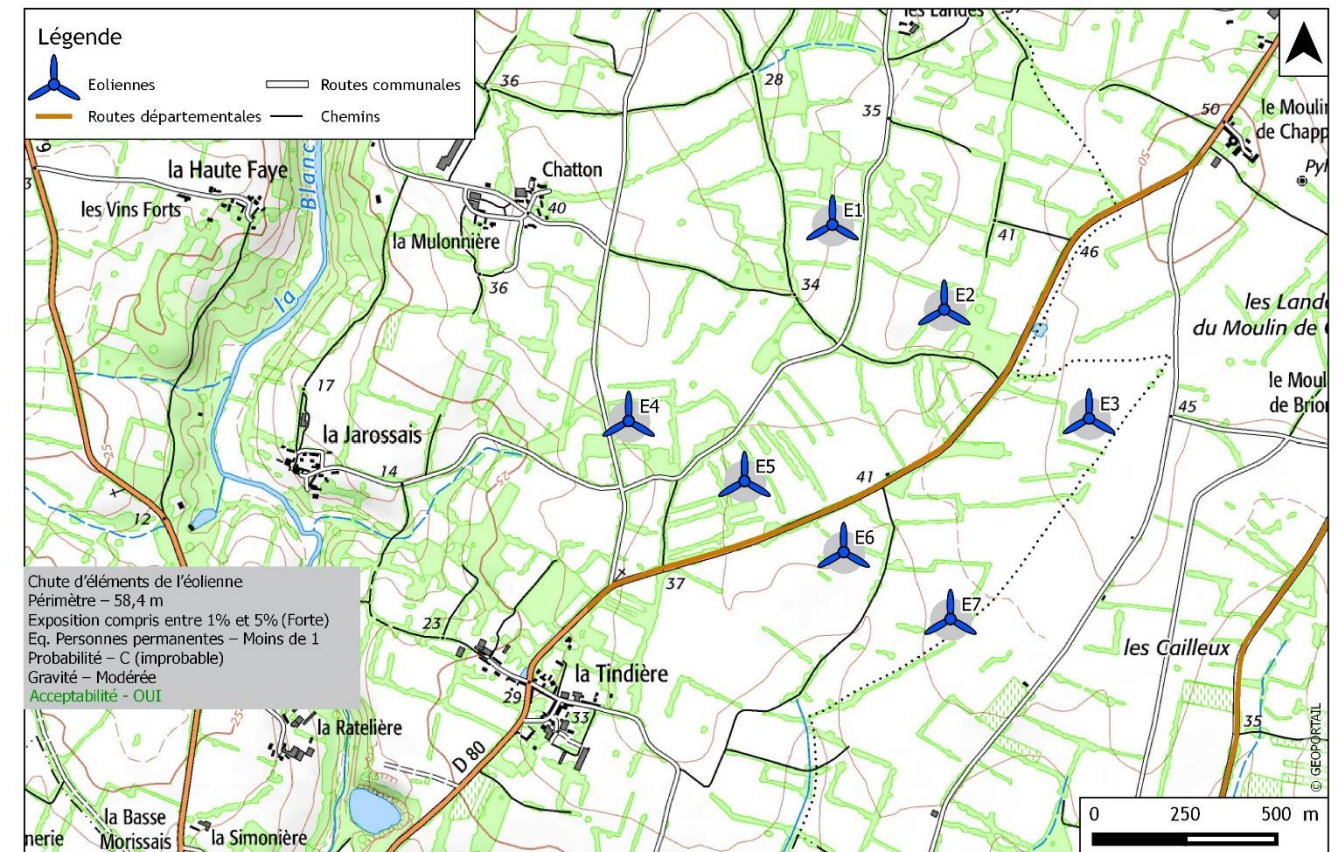 Légende
Eoliennes
Routes communales
Routes départementales
Chemins
les Landes
36
28
35
50
le Moulin
de Chapp
Pyl
la Haute Faye
les Vins Forts
Blanc
la
Chatton
40
la Mulonnière
36
E1
41
46
50
34
E2
les Lande
du Moulin de
17
E4
E3
le Moul
de Brion
45
la Jarossais
14
25
25
E5
41
12
E6
37
Chute d'éléments de l'éolienne
Périmètre – 58,4 m
Exposition compris entre 1% et 5% (Forte)
Eq. Personnes permanentes – Moins de 1
Probabilité – C (improbable)
Gravité – Modérée
Acceptabilité - OUI
E7
23
les Cailleux
la Tindière
29
33
25
la Ratelière
D 80
35
© GEOPORTAIL
la Basse
Morissais
nerie
la Simonière
0 250 500 m